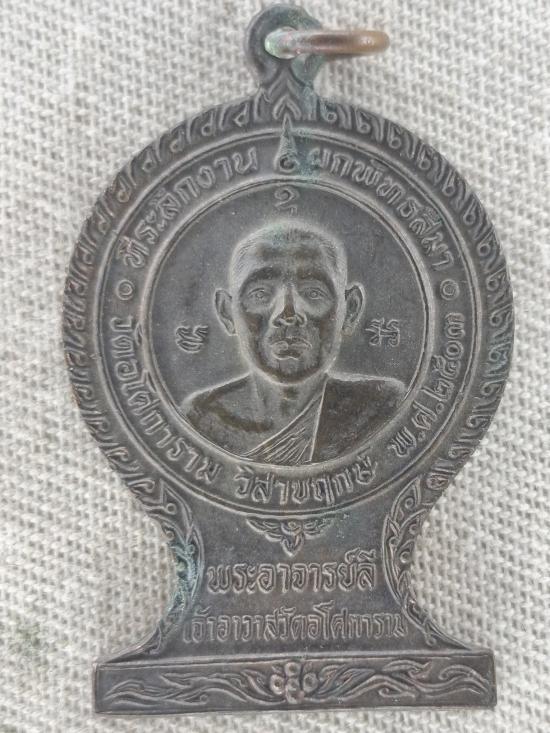 ที่ระลึกงาน ผูกพัทธสีมา
วัดอโศการาม วิสาขฤกษ์ พ.ศ.๒๕๐๓
พระอาจารย์ลี
เจ้าอาวาสวัดอโศการาม